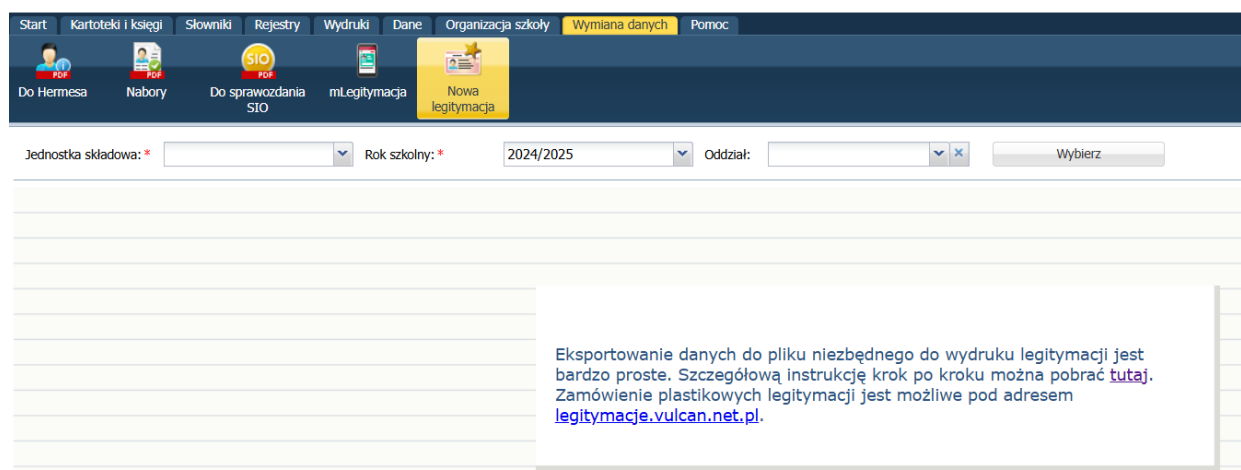 Start Kartoteki i księgi Słowniki Rejestry Wydruki Dane Organizacja szkoły Wymiana danych Pomoc
PDF PDF SIO PDF
Do Hermesa Nabory Do sprawozdania SIO mLegitymacja Nowa legitymacja
Jednostka składowa: * Rok szkolny: * 2024/2025 Oddział: Wybierz
Eksportowanie danych do pliku niezbędnego do wydruku legitymacji jest
bardzo proste. Szczegółową instrukcję krok po kroku można pobrać tutaj.
Zamówienie plastikowych legitymacji jest możliwe pod adresem
legitymacje.vulcan.net.pl.